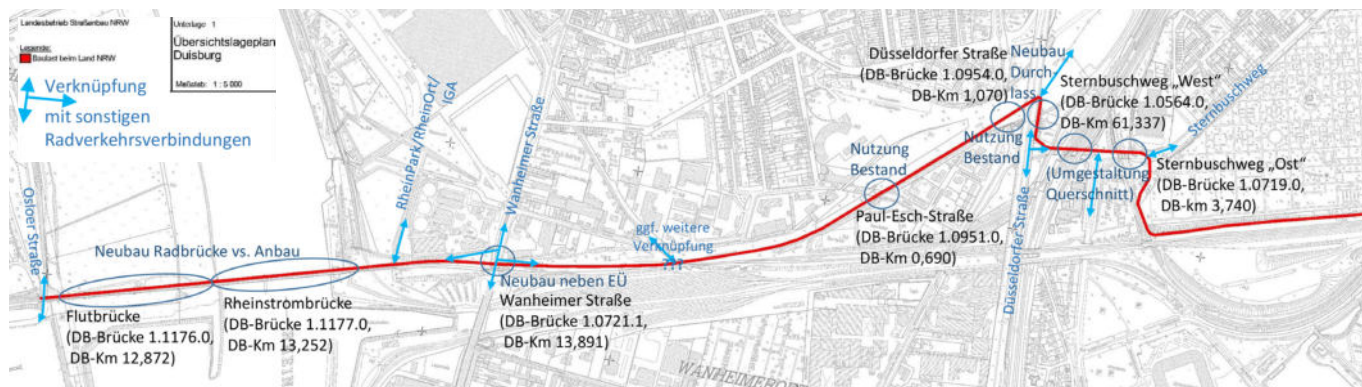 Landesbetrieb Straßenbau NRW
Legende:
Baulast beim Land NRW
Verknüpfung
mit sonstigen
Radverkehrsverbindungen
Unterlage 1
Übersichtslageplan
Duisburg
Maßstab: 1 : 5 000
Osloer Straße
Neubau Radbrücke vs. Anbau
Flutbrücke
(DB-Brücke 1.1176.0,
DB-Km 12,872)
Rheinstrombrücke
(DB-Brücke 1.1177.0,
DB-Km 13,252)
RheinPark/RheinOrt/
IGA
Wanheimer Straße
Neubau neben EÜ
Wanheimer Straße
(DB-Brücke 1.0721.1,
DB-Km 13,891)
ggf. weitere
Verknüpfung
???
WANHEIMERO
Nutzung
Bestand
Paul-Esch-Straße
(DB-Brücke 1.0951.0,
DB-Km 0,690)
Düsseldorfer Straße
(DB-Brücke 1.0954.0,
DB-Km 1,070)
Nutzung
Bestand
Neubau
Durch-
lass
Düsseldorfer Straße
Sternbuschweg „West“
(DB-Brücke 1.0564.0,
DB-Km 61,337)
(Umgestaltung
Querschnitt)
Sternbuschweg
Sternbuschweg „Ost“
(DB-Brücke 1.0719.0,
DB-km 3,740)